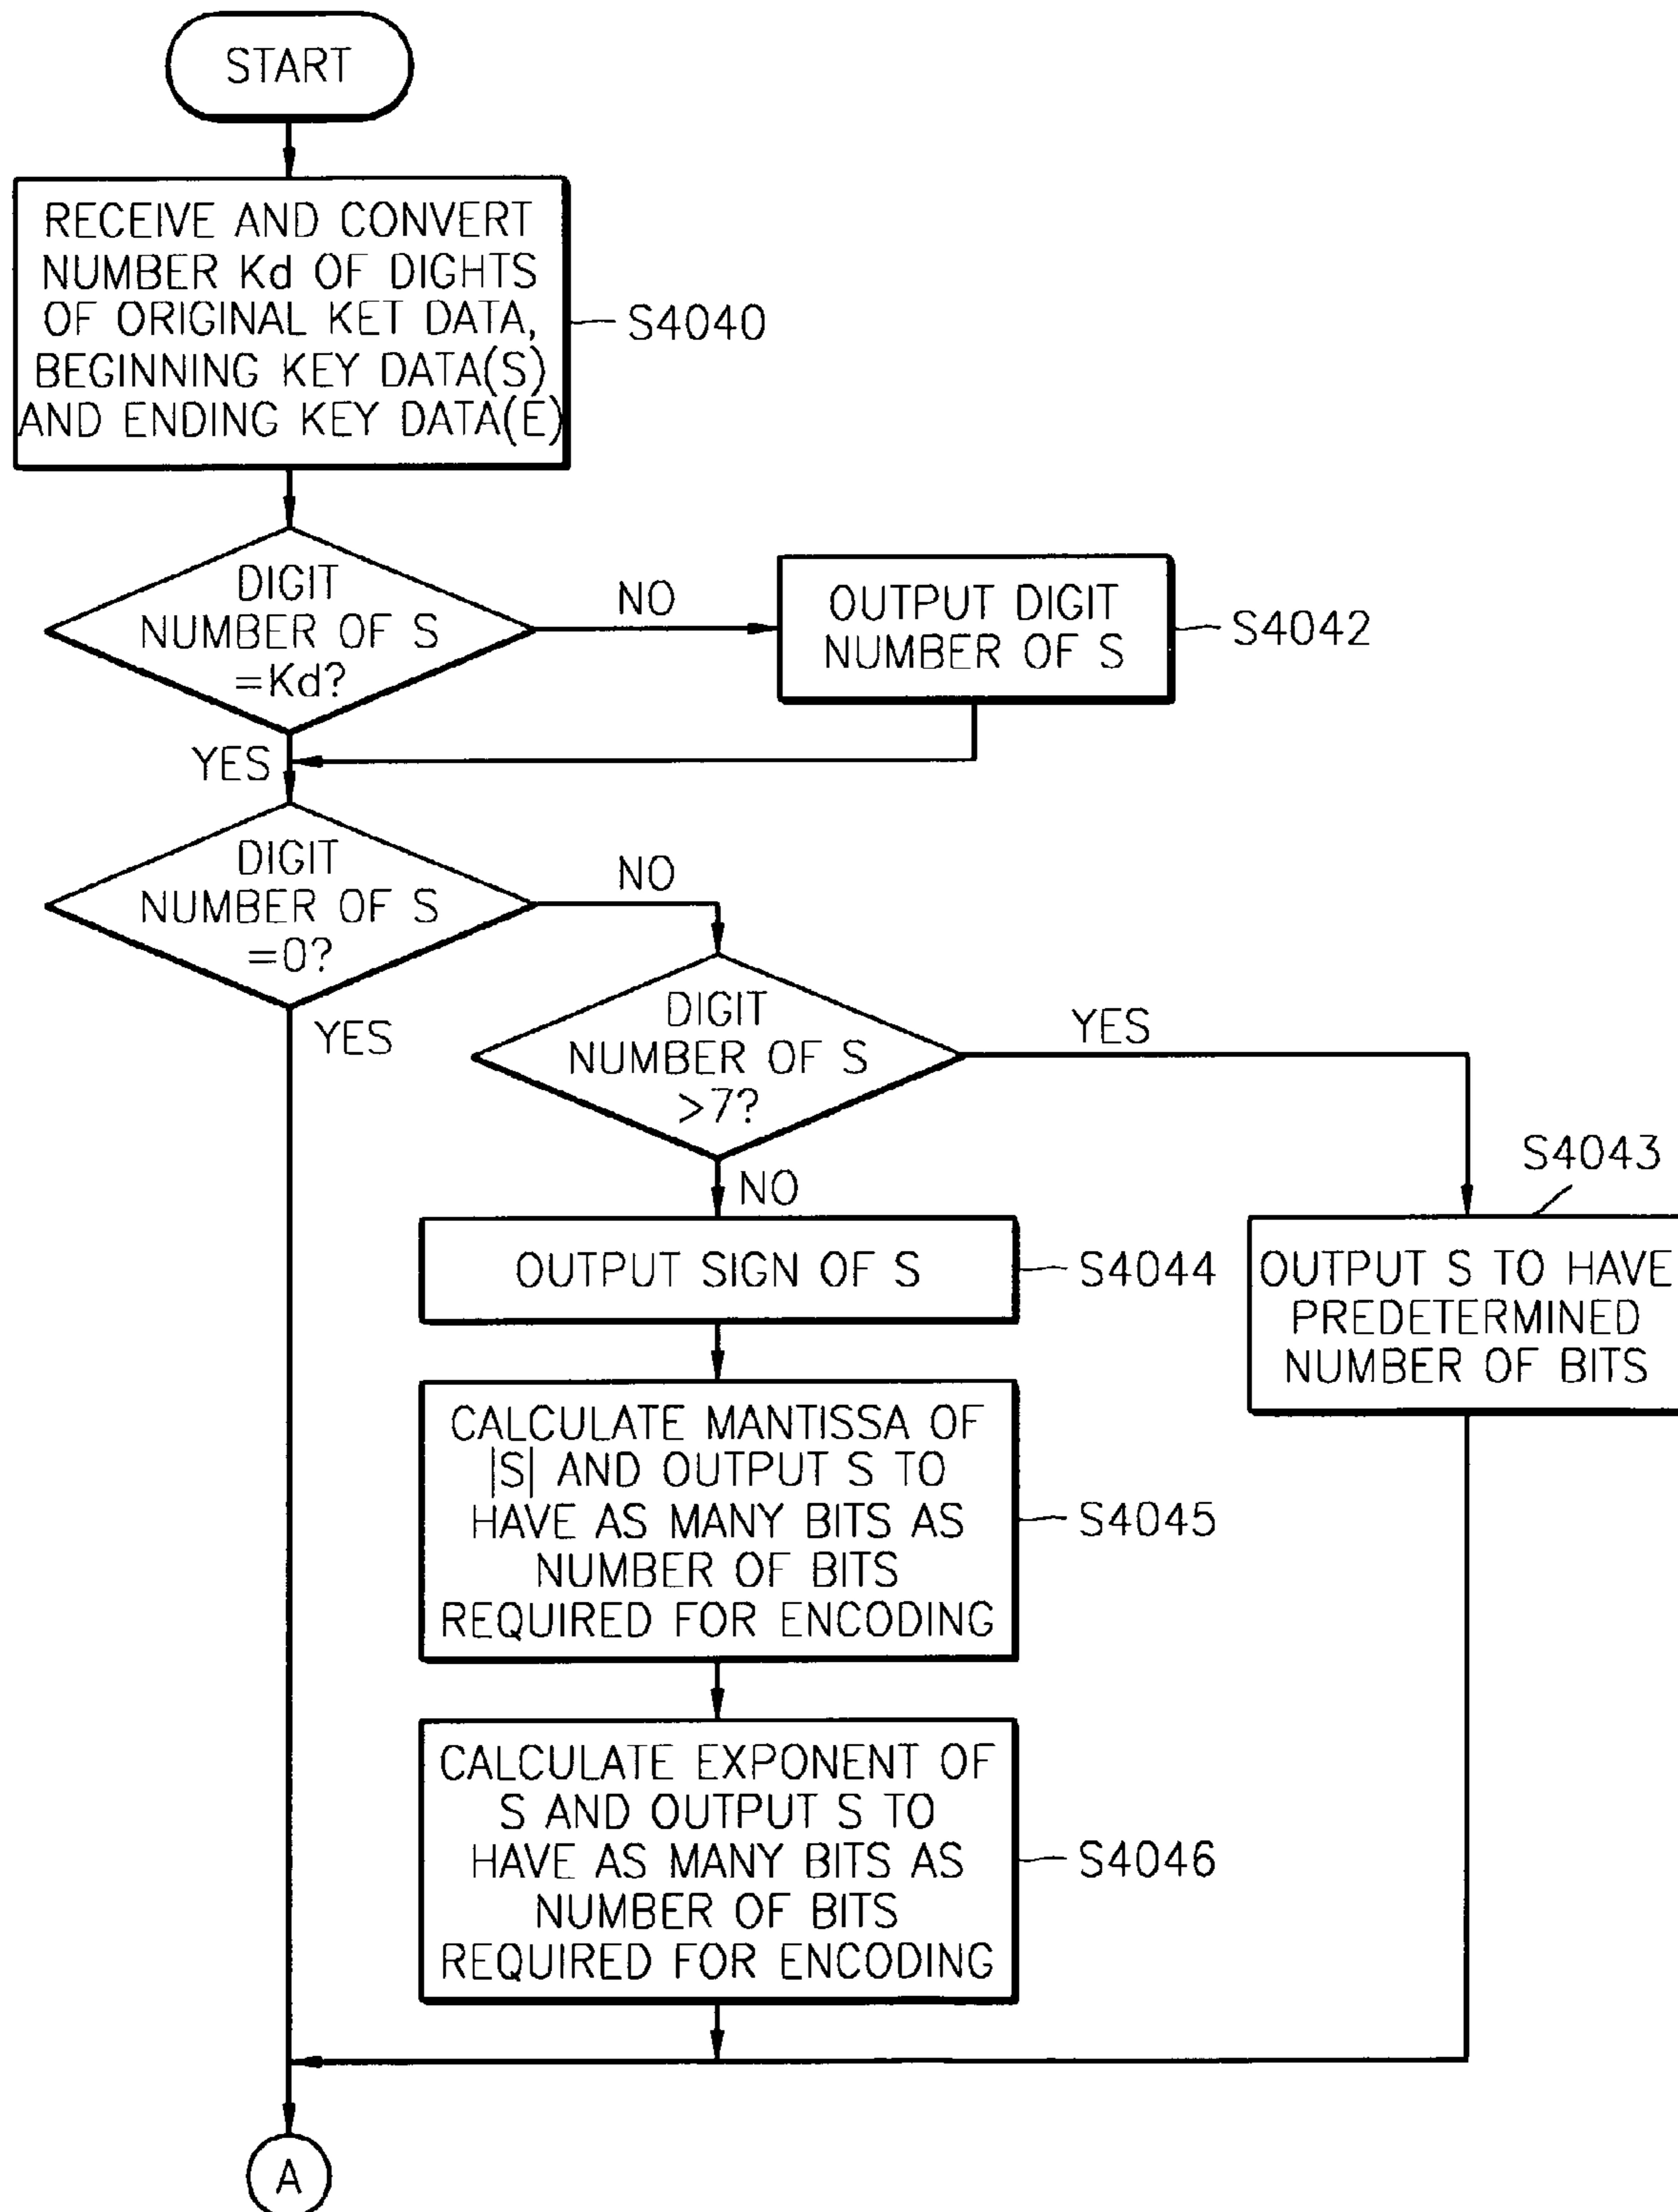 START
RECEIVE AND CONVERT
NUMBER Kd OF DIGHTS
OF ORIGINAL KET DATA,
BEGINNING KEY DATA(S)
AND ENDING KEY DATA(E)
S4040
DIGIT
NUMBER OF S
=Kd?
NO
OUTPUT DIGIT
NUMBER OF S
S4042
YES
DIGIT
NUMBER OF S
=0?
NO
YES
DIGIT
NUMBER OF S
>7?
YES
NO
S4043
OUTPUT S TO HAVE
PREDETERMINED
NUMBER OF BITS
OUTPUT SIGN OF S
S4044
CALCULATE MANTISSA OF
|S| AND OUTPUT S TO
HAVE AS MANY BITS AS
NUMBER OF BITS
REQUIRED FOR ENCODING
S4045
CALCULATE EXPONENT OF
S AND OUTPUT S TO
HAVE AS MANY BITS AS
NUMBER OF BITS
REQUIRED FOR ENCODING
S4046
A